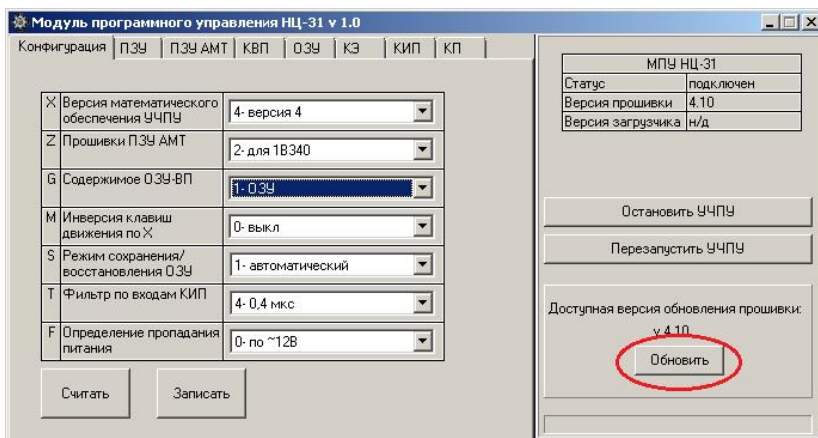 Модуль программного управления НЦ-31 v 1.0
Конфигурация ПЗУ ПЗУ АМТ КВП ОЗУ КЭ КИП КП
X Версия математического обеспечения УЧПУ 4- версия 4
Z Прошивки ПЗУ АМТ 2- для 1В340
G Содержимое ОЗУ-ВП 1- ОЗУ
M Инверсия клавиш движения по X 0- выкл
S Режим сохранения/ восстановления ОЗУ 1- автоматический
T Фильтр по входам КИП 4- 0,4 мкс
F Определение пропадания питания 0- по ~12В
Считать Записать
МПУ НЦ-31
Статус подключен
Версия прошивки 4.10
Версия загрузчика н/д
Остановить УЧПУ
Перезапустить УЧПУ
Доступная версия обновления прошивки:
v 4.10
Обновить